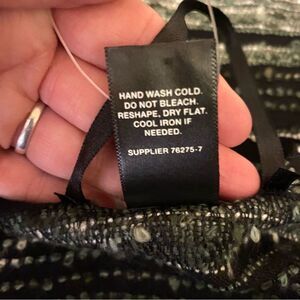 HAND WASH COLD.
DO NOT BLEACH.
RESHAPE, DRY FLAT.
COOL IRON IF
NEEDED.
SUPPLIER 76275-7